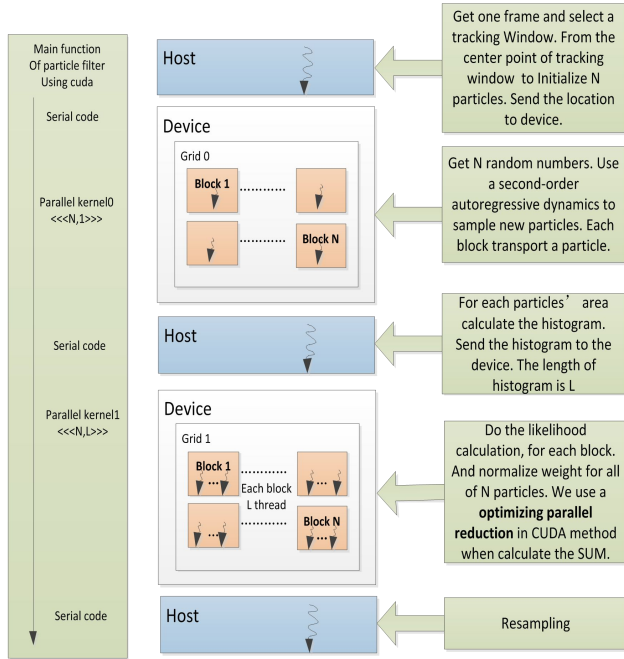 Main function
Of particle filter
Using cuda
Serial code
Parallel kernel0
<<<N,1>>>
Serial code
Parallel kernel1
<<<N,L>>>
Serial code
Host
Device
Grid 0
Block 1
............
............
Block N
Host
Device
Grid 1
Block 1
............
... 
...
Each block
L thread
...
............
Block N
...
Host
Get one frame and select a
tracking Window. From the
center point of tracking
window to Initialize N
particles. Send the location
to device.
Get N random numbers. Use
a second-order
autoregressive dynamics to
sample new particles. Each
block transport a particle.
For each particles’ area
calculate the histogram.
Send the histogram to the
device. The length of
histogram is L
Do the likelihood
calculation, for each block.
And normalize weight for all
of N particles. We use a
optimizing parallel
reduction in CUDA method
when calculate the SUM.
Resampling